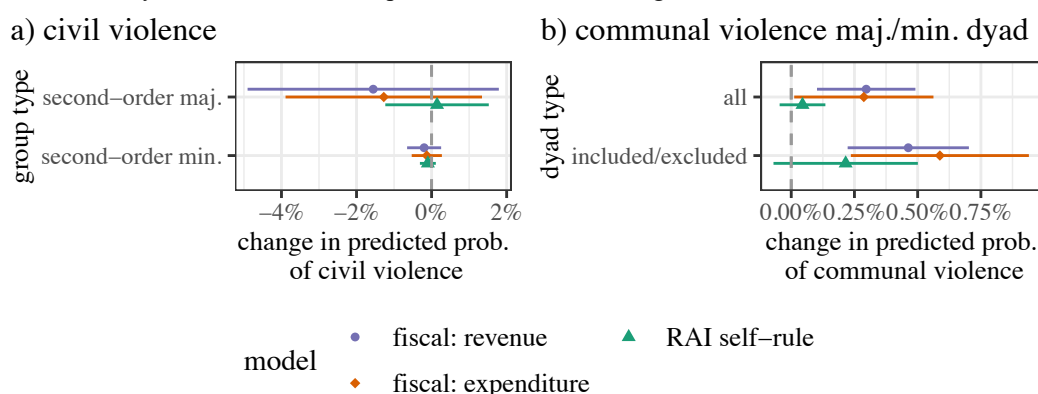 a) civil violence
b) communal violence maj./min. dyad
group type
second−order maj.
second−order min.
−4% −2% 0% 2%
change in predicted prob.
of civil violence
dyad type
all
included/excluded
0.00% 0.25% 0.50% 0.75%
change in predicted prob.
of communal violence
model
fiscal: revenue
fiscal: expenditure
RAI self−rule